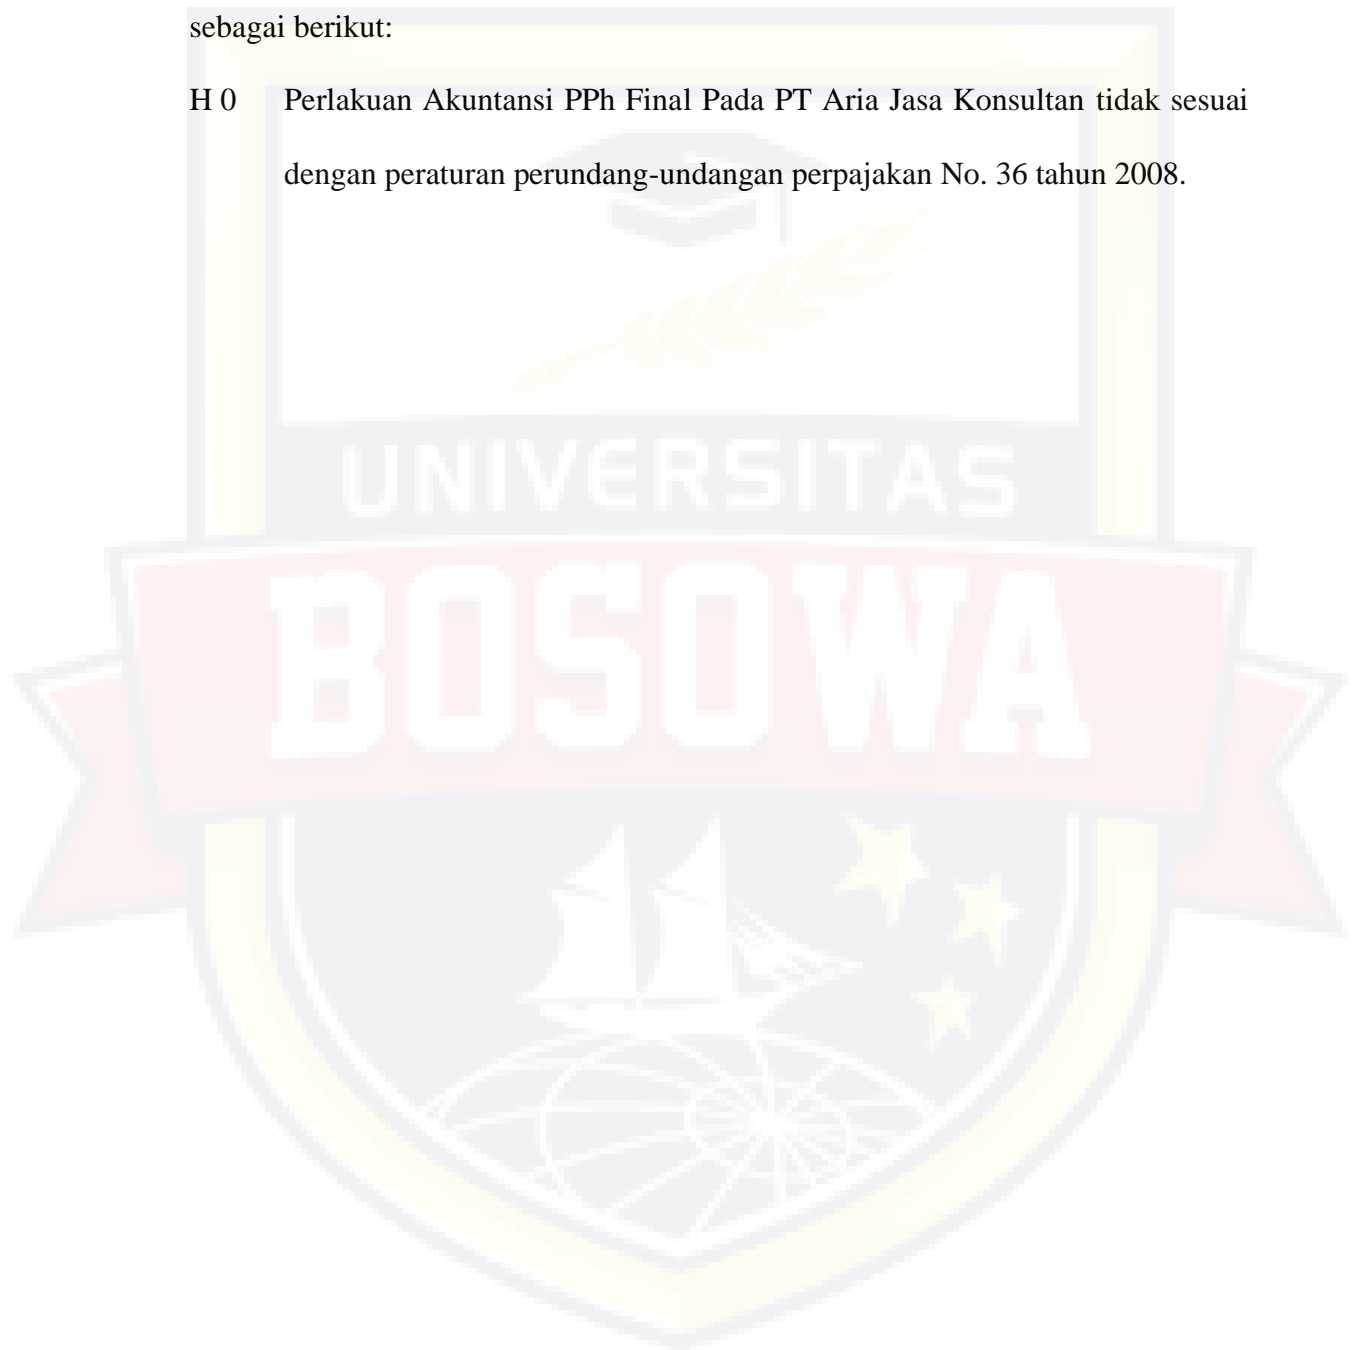 sebagai berikut:
H 0 Perlakuan Akuntansi PPh Final Pada PT Aria Jasa Konsultan tidak sesuai
dengan peraturan perundang-undangan perpajakan No. 36 tahun 2008.
UNIVERSITAS
BOSOWA